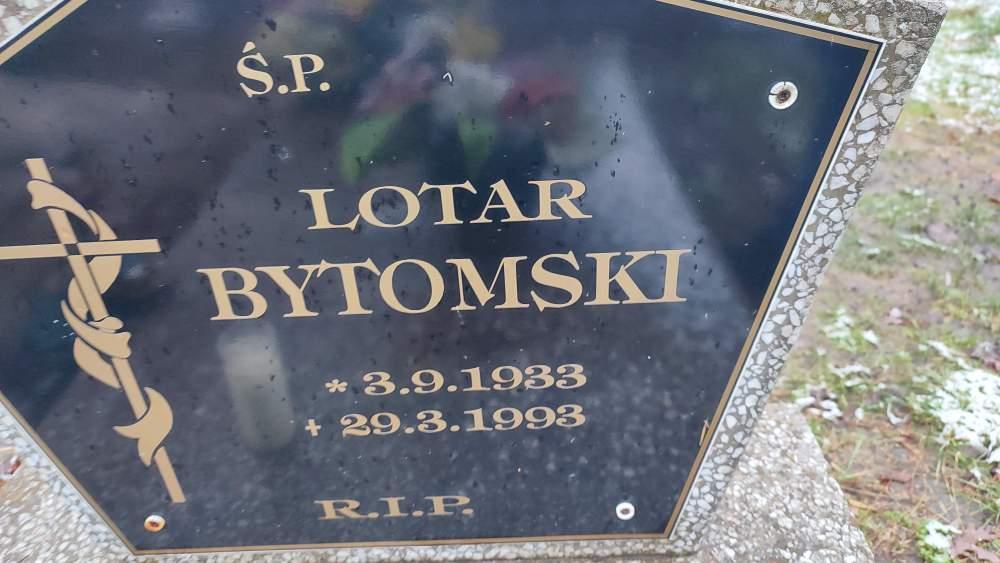 Ś.P.
LOTAR
BYTOMSKI
* 3.9.1933
+ 29.3.1993
R.I.P.